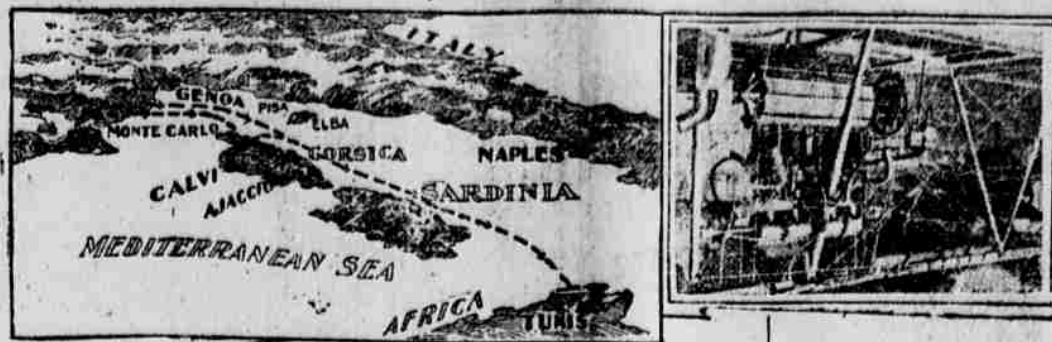 ITALY
GENOA
PISA
ELBA
MONTE CARLO
CORSICA
NAPLES
CALVI
AJACCIO
SARDINIA
MEDITERRANEAN SEA
AFRICA
TUNIS